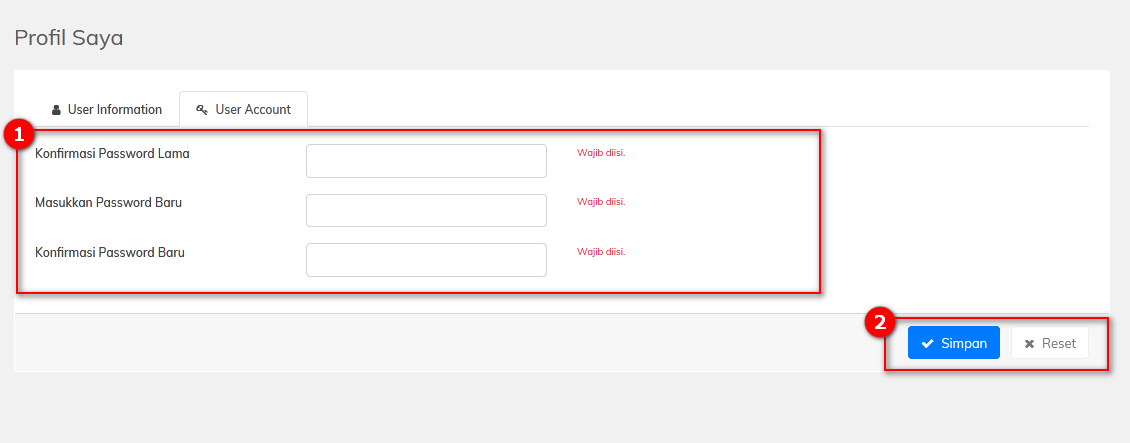 Profil Saya
User Information
User Account
1
Konfirmasi Password Lama
Wajib diisi.
Masukkan Password Baru
Wajib diisi.
Konfirmasi Password Baru
Wajib diisi.
2
Simpan
Reset